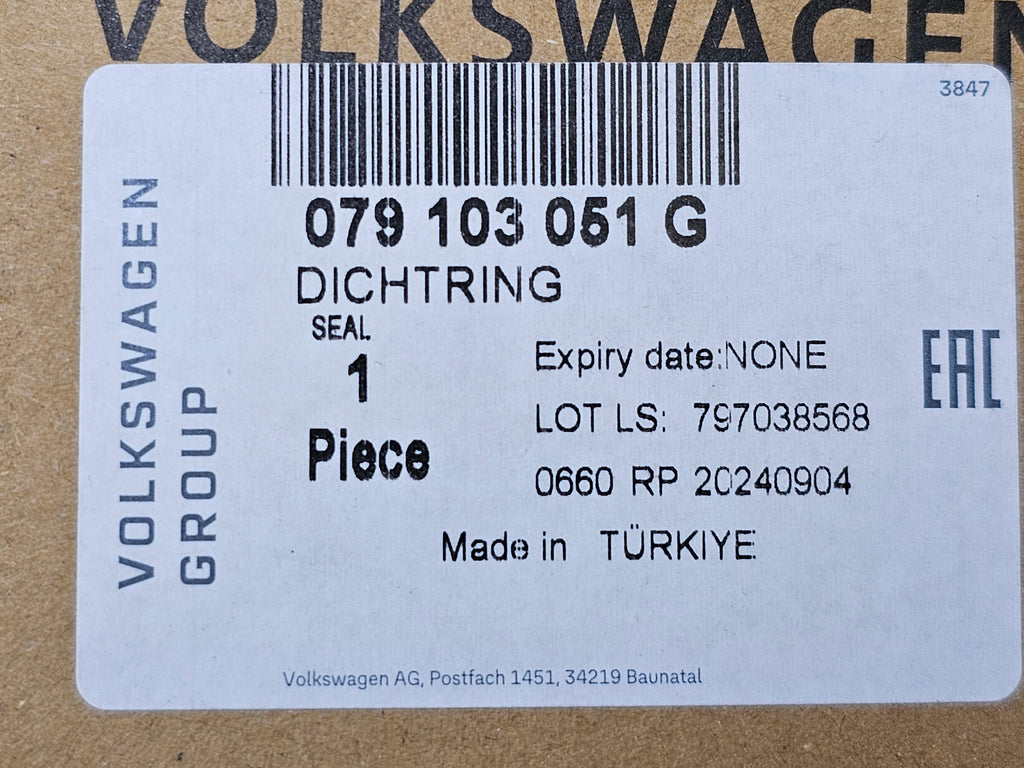 VOLKSWAGEN
3847
079 103 051 G
DICHTRING
SEAL
1
Piece
Expiry date:NONE
LOT LS: 797038568
0660 RP 20240904
Made in TÜRKIYE
EAC
VOLKSWAGEN
GROUP
Volkswagen AG, Postfach 1451, 34219 Baunatal